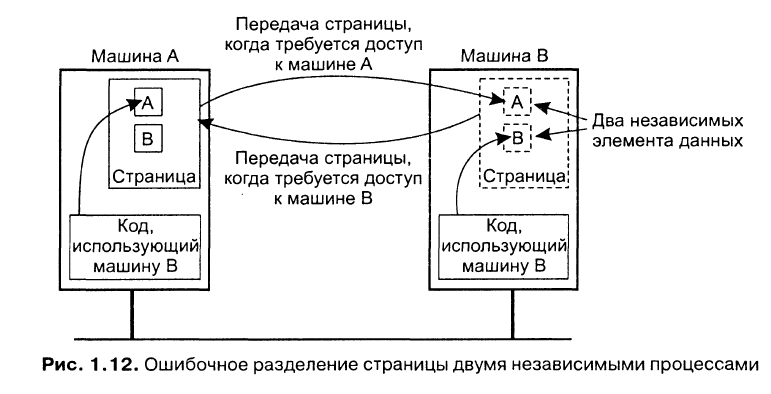 Передача страницы,
когда требуется доступ
к машине A
Машина A
Машина B
A
B
Страница
A
B
Страница
Два независимых
элемента данных
Передача страницы,
когда требуется доступ
к машине B
Код,
использующий
машину B
Код,
использующий
машину B
Рис. 1.12. Ошибочное разделение страницы двумя независимыми процессами